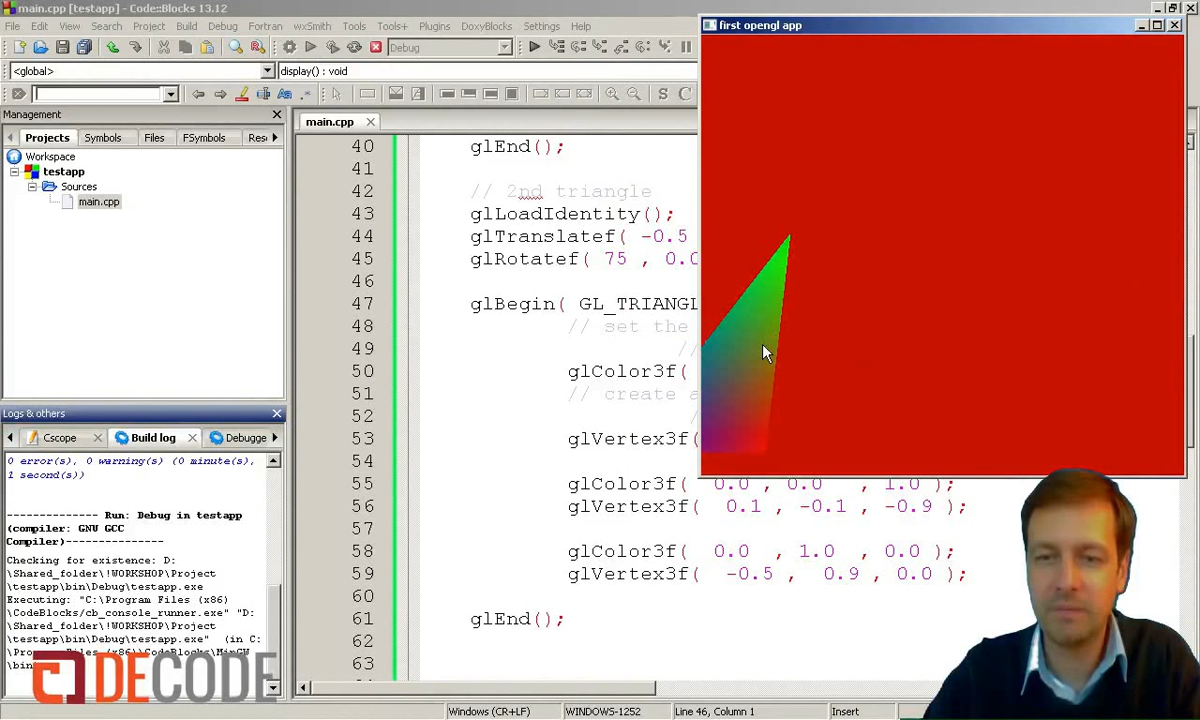 main.cpp [testapp] - Code::Blocks 13.12
File Edit View Search Project Build Debug Fortran wxSmith Tools Tools+ Plugins DoxyBlocks Settings Help
Debug
<global>
display() : void
S C
Management
Projects Symbols Files FSymbols
Workspace
testapp
Sources
main.cpp
main.cpp
40 glEnd();
41
42 // 2nd triangle
43 glLoadIdentity();
44 glTranslatef( -0.5
45 glRotatef( 75 , 0.0
46
47 glBegin( GL_TRIANGL
48 // set the
49 //
50 glColor3f(
51 // create a
52 //
53 glVertex3f(
54
55 glColor3f( 0.0 , 0.0 , 1.0 );
56 glVertex3f( 0.1 , -0.1 , -0.9 );
57
58 glColor3f( 0.0 , 1.0 , 0.0 );
59 glVertex3f( -0.5 , 0.9 , 0.0 );
60
61 glEnd();
62
63
first opengl app
Logs & others
Cscope Build log Debugge
0 error(s), 0 warning(s) (0 minute(s),
1 second(s))
-------------- Run: Debug in testapp
(compiler: GNU GCC
Compiler)---------------
Checking for existence: D:
\Shared_folder\!WORKSHOP\Project
\testapp\bin\Debug\testapp.exe
Executing: "C:\Program Files (x86)
\CodeBlocks/cb_console_runner.exe" "D:
\Shared_folder\!WORKSHOP\Project
\testapp\bin\Debug\testapp.exe" (in C:
DECODE
Windows (CR+LF) WINDOWS-1252 Line 46, Column 1 Insert